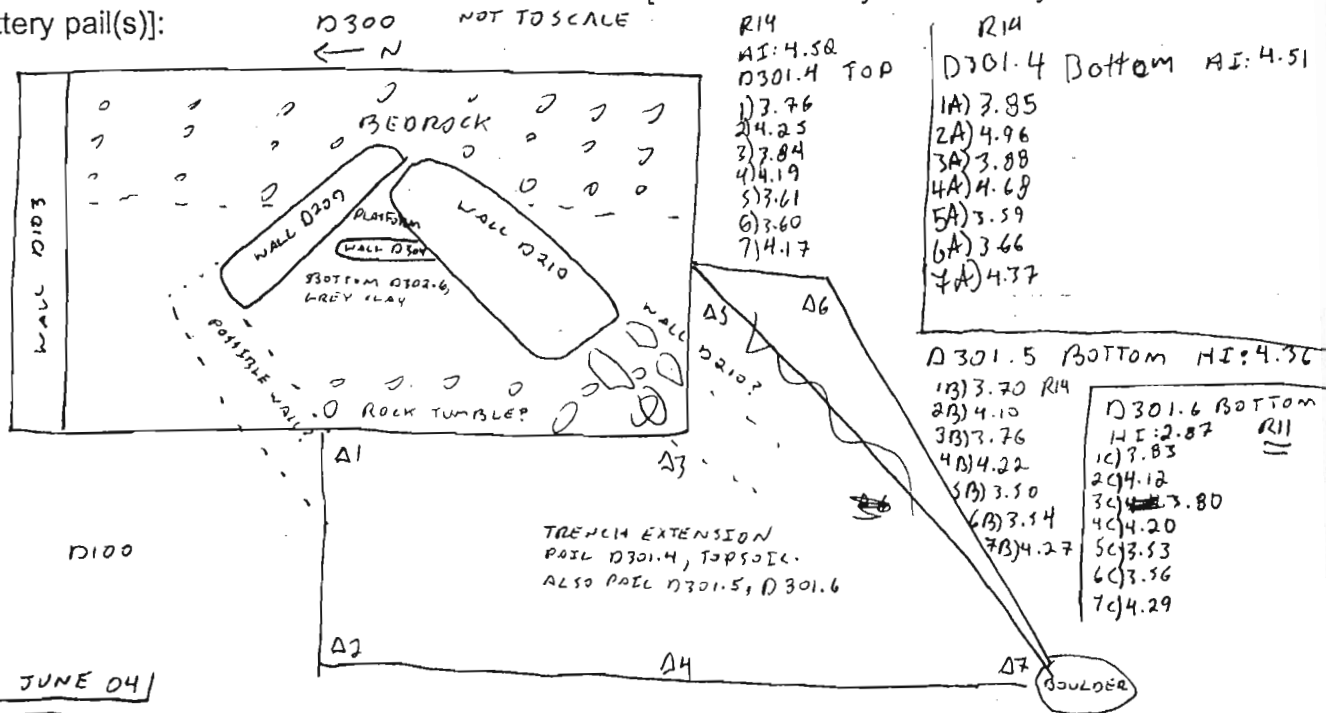 ttery pail(s)]:
D300
NOT TO SCALE
← N
WALL D103
BEDROCK
WALL D209
PLATFORM
WALL D304
WALL D210
BOTTOM D302.6,
GREY CLAY
POSSIBLE WALL?
ROCK TUMBLE?
WALL D210?
R14
HI: 4.52
D301.4 TOP
1) 3.76
2) 4.25
3) 3.84
4) 4.19
5) 3.61
6) 3.60
7) 4.17
R14
D301.4 Bottom HI: 4.51
1A) 3.85
2A) 4.96
3A) 3.88
4A) 4.68
5A) 3.59
6A) 3.66
7A) 4.37
D301.5 BOTTOM HI: 4.36
1B) 3.70 R14
2B) 4.10
3B) 3.76
4B) 4.22
5B) 3.50
6B) 3.54
7B) 4.27
D301.6 BOTTOM
HI: 2.87 R11
1C) 3.83
2C) 4.12
3C) 3.80
4C) 4.20
5C) 3.53
6C) 3.56
7C) 4.29
Δ5
Δ6
Δ1
Δ3
D100
TRENCH EXTENSION
PAIL D301.4, TOPSOIL.
ALSO PAIL D301.5, D301.6
Δ2
Δ4
Δ7
BOULDER
JUNE 04